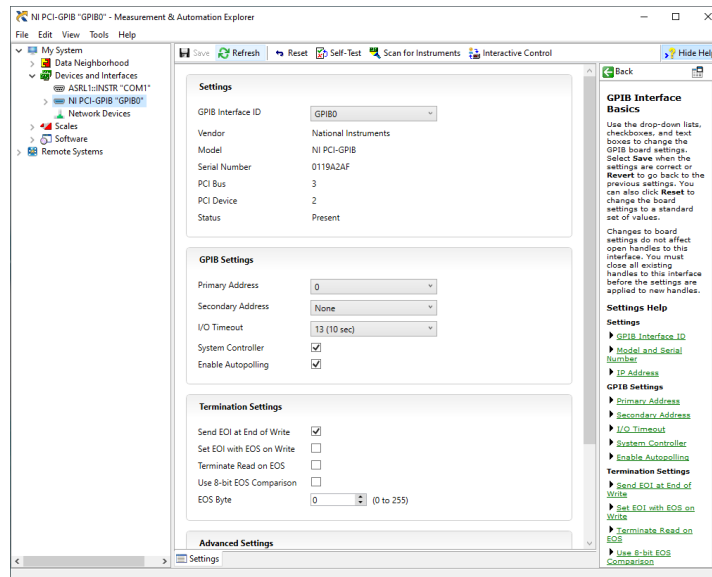 NI PCI-GPIB "GPIB0" - Measurement & Automation Explorer
File Edit View Tools Help
My System
Data Neighborhood
Devices and Interfaces
ASRL1::INSTR "COM1"
NI PCI-GPIB "GPIB0"
Network Devices
Scales
Software
Remote Systems
Save Refresh Reset Self-Test Scan for Instruments Interactive Control Hide Help
Settings
GPIB Interface ID GPIB0
Vendor National Instruments
Model NI PCI-GPIB
Serial Number 0119A2AF
PCI Bus 3
PCI Device 2
Status Present
GPIB Settings
Primary Address 0
Secondary Address None
I/O Timeout 13 (10 sec)
System Controller
Enable Autopolling
Termination Settings
Send EOI at End of Write
Set EOI with EOS on Write
Terminate Read on EOS
Use 8-bit EOS Comparison
EOS Byte 0 (0 to 255)
Advanced Settings
Settings
Back
GPIB Interface
Basics
Use the drop-down lists,
checkboxes, and text
boxes to change the
GPIB board settings.
Select Save when the
settings are correct or
Revert to go back to the
previous settings. You
can also click Reset to
change the board
settings to a standard
set of values.
Changes to board
settings do not affect
open handles to this
interface. You must
close all existing
handles to this interface
before the settings are
applied to new handles.
Settings Help
Settings
GPIB Interface ID
Model and Serial
Number
IP Address
GPIB Settings
Primary Address
Secondary Address
I/O Timeout
System Controller
Enable Autopolling
Termination Settings
Send EOI at End of
Write
Set EOI with EOS on
Write
Terminate Read on
EOS
Use 8-bit EOS
Comparison